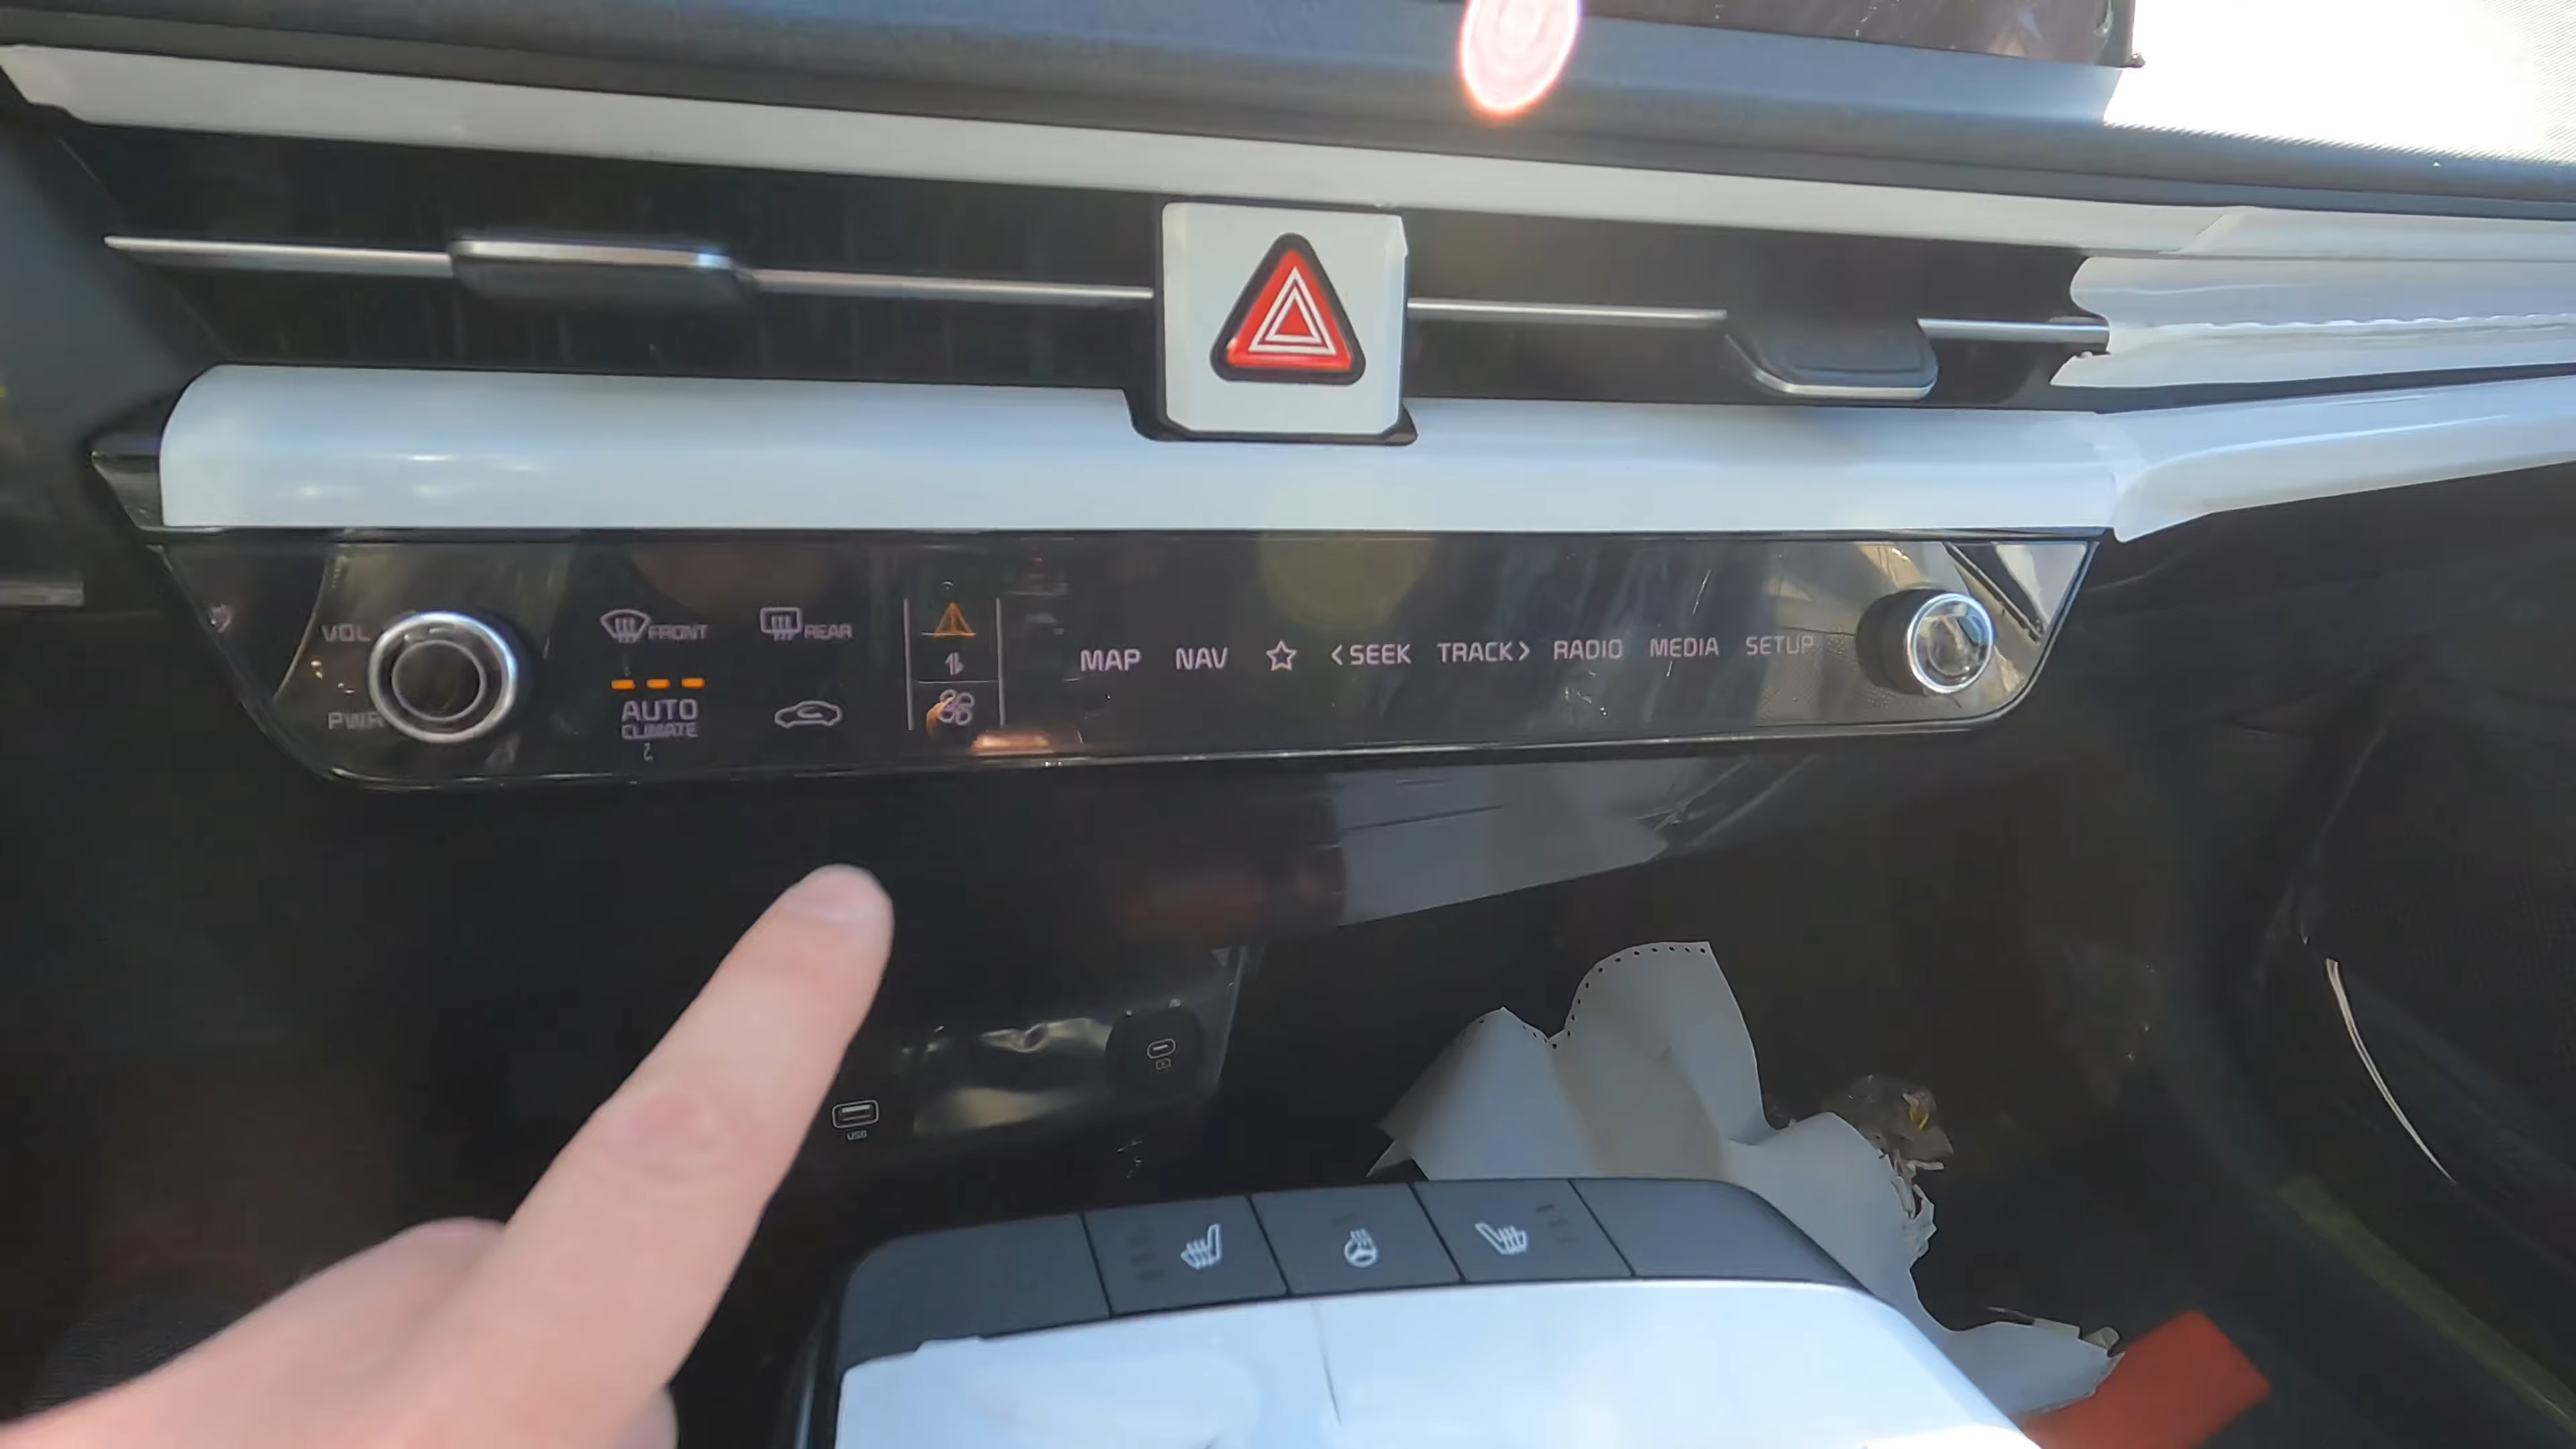 VOL
PWR
FRONT
REAR
AUTO
CLIMATE
MAP NAV < SEEK TRACK > RADIO MEDIA SETUP
USB